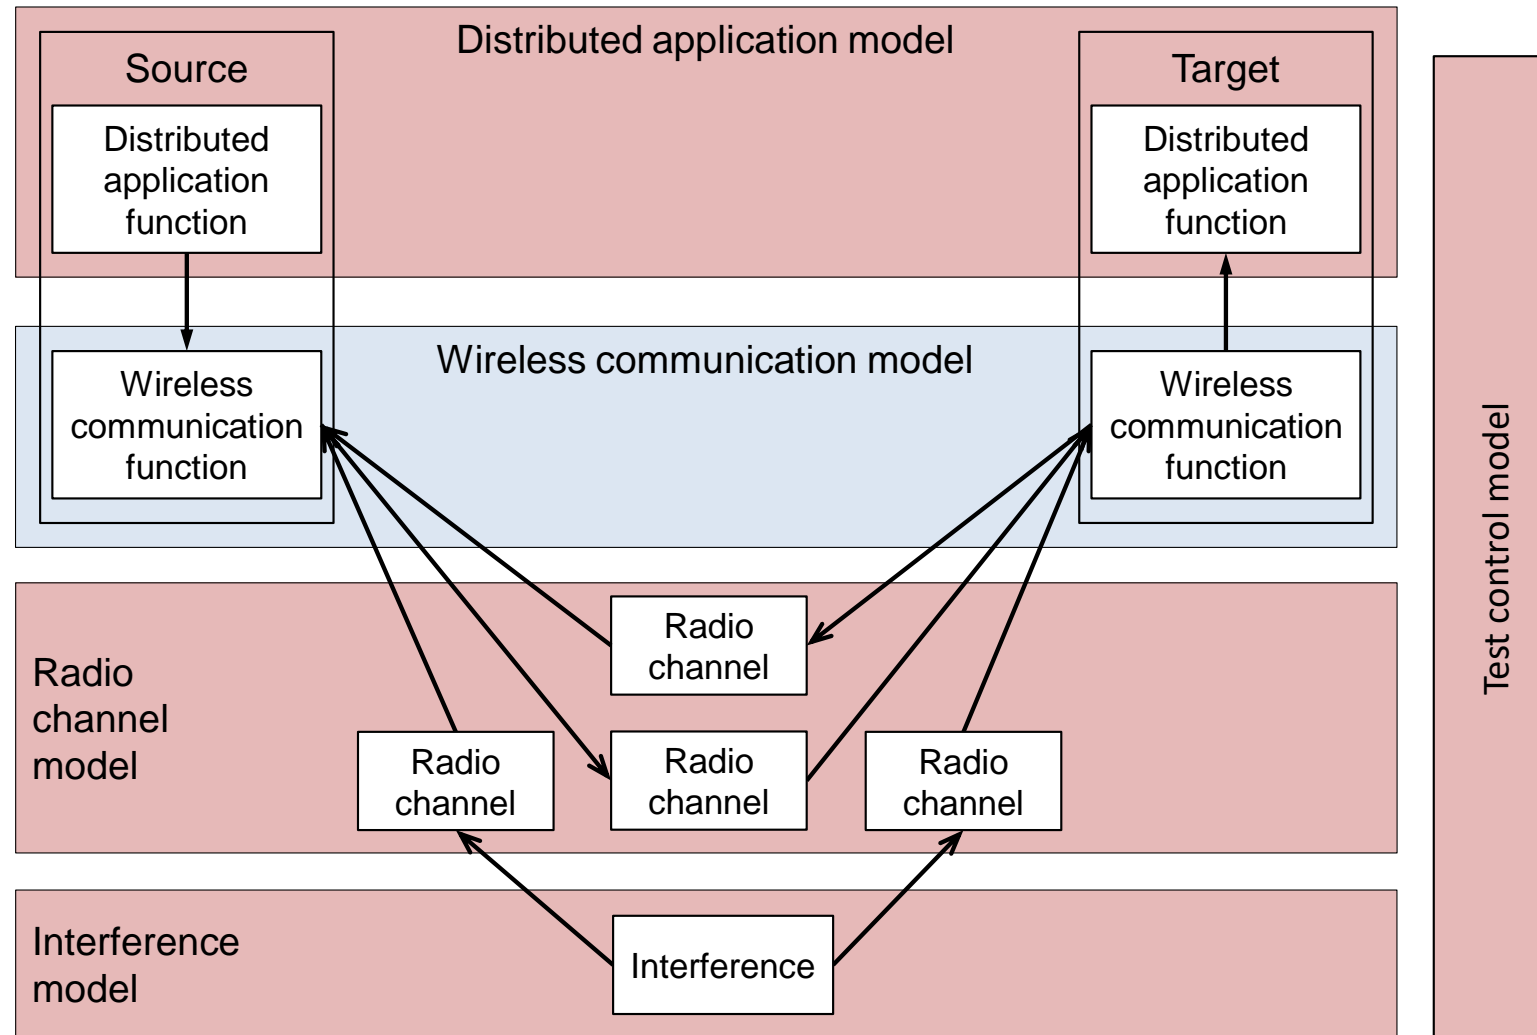 Distributed application model
Source
Target
Distributed
application
function
Distributed
application
function
Wireless communication model
Wireless
communication
function
Wireless
communication
function
Radio
channel
model
Radio
channel
Radio
channel
Radio
channel
Radio
channel
Interference
model
Interference
Test control model